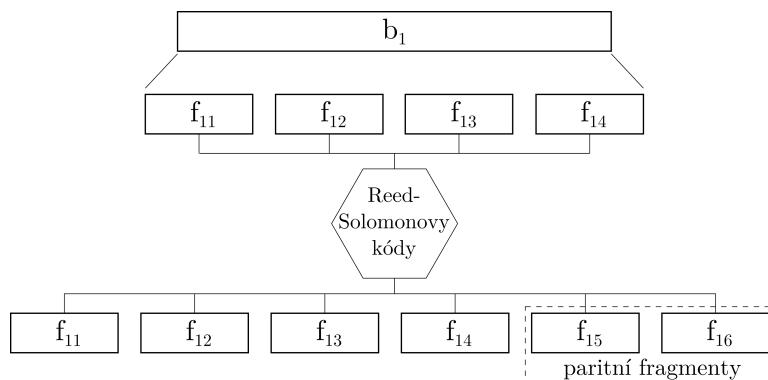 b₁
f₁₁ f₁₂ f₁₃ f₁₄
Reed-
Solomonovy
kódy
f₁₁ f₁₂ f₁₃ f₁₄ f₁₅ f₁₆
paritní fragmenty